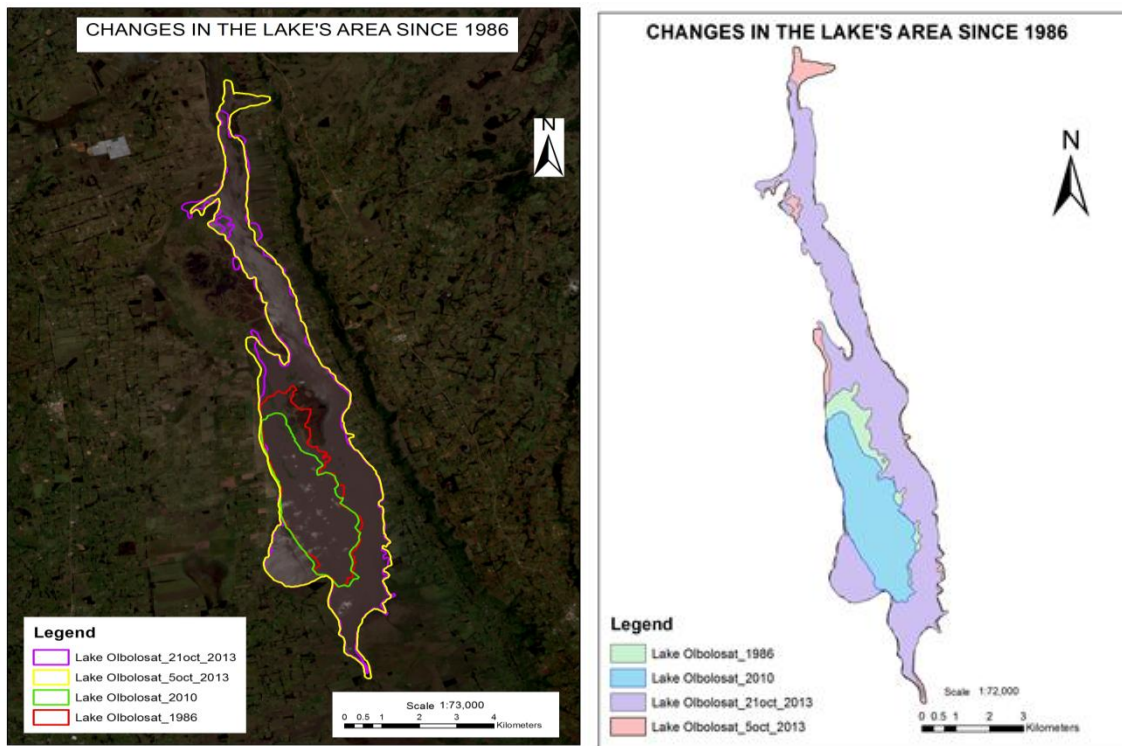 CHANGES IN THE LAKE'S AREA SINCE 1986
N
Legend
Lake Olbolosat_21oct_2013
Lake Olbolosat_5oct_2013
Lake Olbolosat_2010
Lake Olbolosat_1986
Scale 1:73,000
0 0.5 1 2 3 4
Kilometers
CHANGES IN THE LAKE'S AREA SINCE 1986
N
Legend
Lake Olbolosat_1986
Lake Olbolosat_2010
Lake Olbolosat_21oct_2013
Lake Olbolosat_5oct_2013
Scale 1:72,000
0 0.5 1 2 3
Kilometers